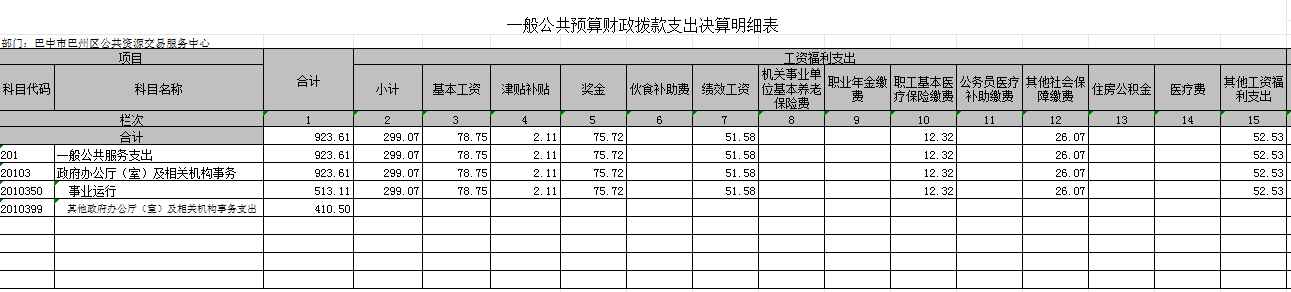 一般公共预算财政拨款支出决算明细表
部门：巴中市巴州区公共资源交易服务中心
项目 合计 工资福利支出
科目代码 科目名称 小计 基本工资 津贴补贴 奖金 伙食补助费 绩效工资 机关事业单位基本养老保险费 职业年金缴费 职工基本医疗保险缴费 公务员医疗补助缴费 其他社会保障缴费 住房公积金 医疗费 其他工资福利支出
栏次 1 2 3 4 5 6 7 8 9 10 11 12 13 14 15
合计 923.61 299.07 78.75 2.11 75.72 51.58 12.32 26.07 52.53
201 一般公共服务支出 923.61 299.07 78.75 2.11 75.72 51.58 12.32 26.07 52.53
20103 政府办公厅（室）及相关机构事务 923.61 299.07 78.75 2.11 75.72 51.58 12.32 26.07 52.53
2010350 事业运行 513.11 299.07 78.75 2.11 75.72 51.58 12.32 26.07 52.53
2010399 其他政府办公厅（室）及相关机构事务支出 410.50